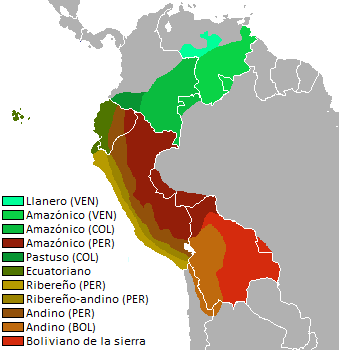 Llanero (VEN)
Amazónico (VEN)
Amazónico (COL)
Amazónico (PER)
Pastuso (COL)
Ecuatoriano
Ribereño (PER)
Ribereño-andino (PER)
Andino (PER)
Andino (BOL)
Boliviano de la sierra